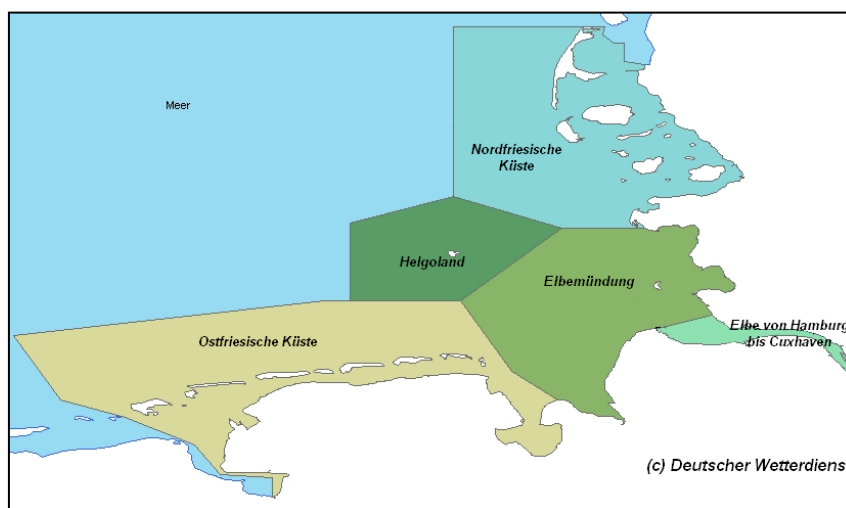 Meer
Nordfriesische
Küste
Helgoland
Elbemündung
Elbe von Hamburg
bis Cuxhaven
Ostfriesische Küste
(c) Deutscher Wetterdiens